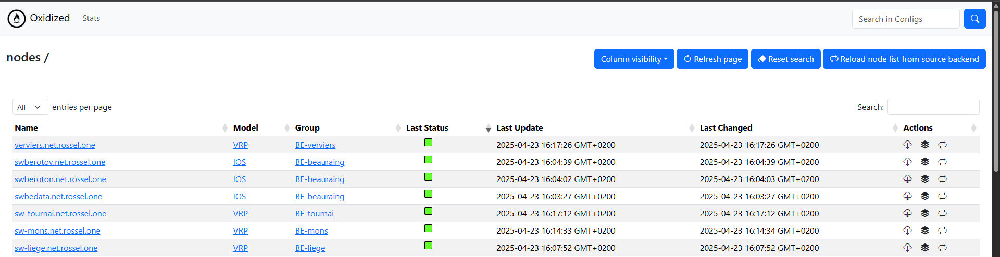 Oxidized Stats Search in Configs
nodes / Column visibility Refresh page Reset search Reload node list from source backend
All entries per page Search:
Name Model Group Last Status Last Update Last Changed Actions
verviers.net.rossel.one VRP BE-verviers 2025-04-23 16:17:26 GMT+0200 2025-04-23 16:17:26 GMT+0200
swberotov.net.rossel.one IOS BE-beauraing 2025-04-23 16:04:39 GMT+0200 2025-04-23 16:04:39 GMT+0200
swberoton.net.rossel.one IOS BE-beauraing 2025-04-23 16:04:02 GMT+0200 2025-04-23 16:04:03 GMT+0200
swbedata.net.rossel.one IOS BE-beauraing 2025-04-23 16:03:27 GMT+0200 2025-04-23 16:03:27 GMT+0200
sw-tournai.net.rossel.one VRP BE-tournai 2025-04-23 16:17:12 GMT+0200 2025-04-23 16:17:12 GMT+0200
sw-mons.net.rossel.one VRP BE-mons 2025-04-23 16:14:33 GMT+0200 2025-04-23 16:14:34 GMT+0200
sw-liege.net.rossel.one VRP BE-liege 2025-04-23 16:07:52 GMT+0200 2025-04-23 16:07:52 GMT+0200